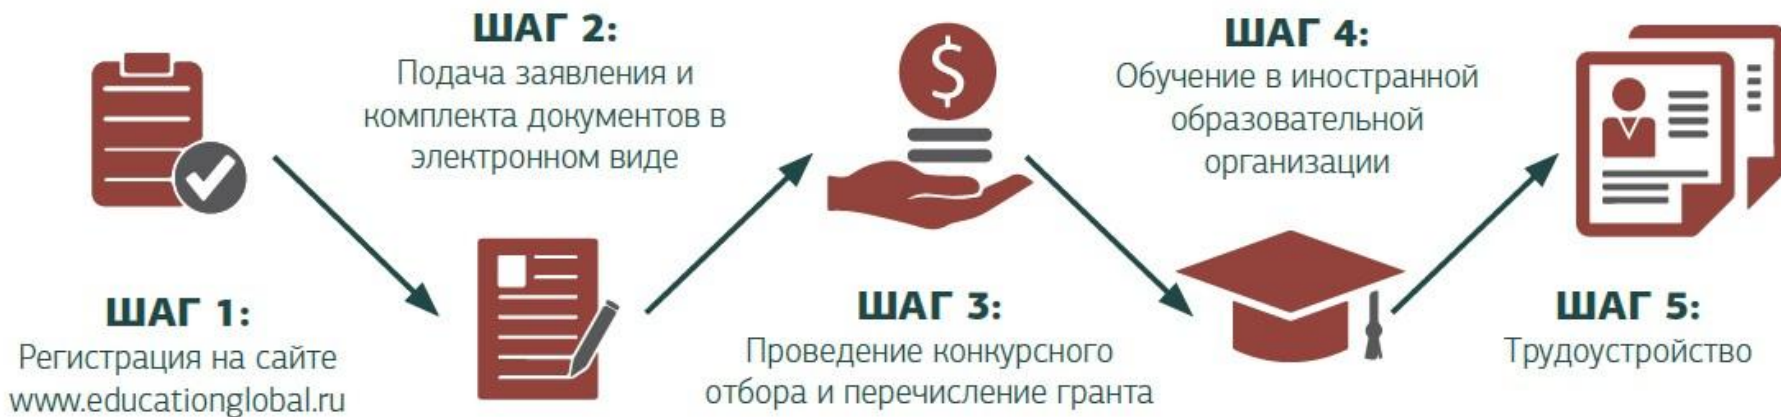 ШАГ 1:
Регистрация на сайте
www.educationglobal.ru
ШАГ 2:
Подача заявления и
комплекта документов в
электронном виде
ШАГ 3:
Проведение конкурсного
отбора и перечисление гранта
ШАГ 4:
Обучение в иностранной
образовательной
организации
ШАГ 5:
Трудоустройство
$